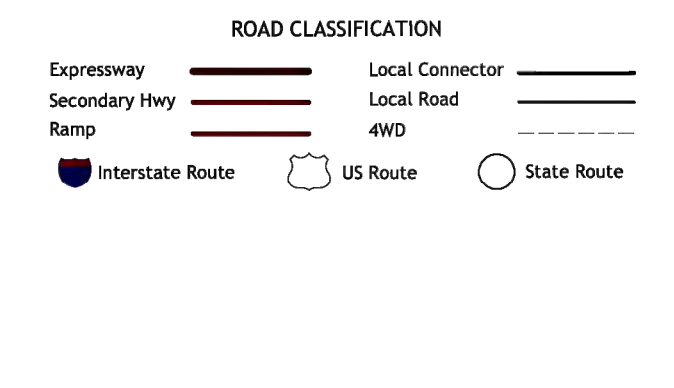 ROAD CLASSIFICATION
Expressway
Local Connector
Secondary Hwy
Local Road
Ramp
4WD
Interstate Route
US Route
State Route